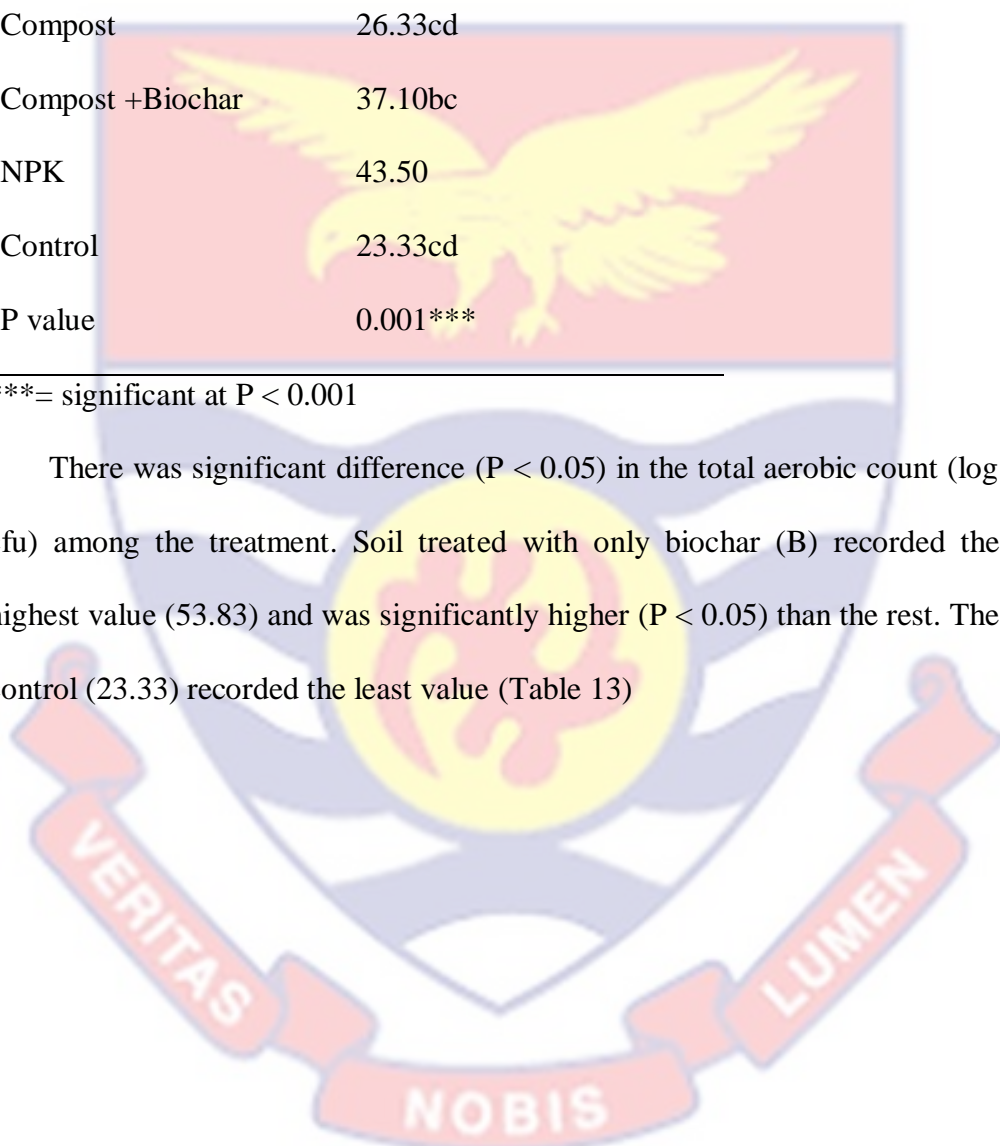 Compost 26.33cd
Compost +Biochar 37.10bc
NPK 43.50
Control 23.33cd
P value 0.001***
***= significant at P < 0.001
There was significant difference (P < 0.05) in the total aerobic count (log
fu) among the treatment. Soil treated with only biochar (B) recorded the
highest value (53.83) and was significantly higher (P < 0.05) than the rest. The
ontrol (23.33) recorded the least value (Table 13)
VERITAS
NOBIS
LUMEN